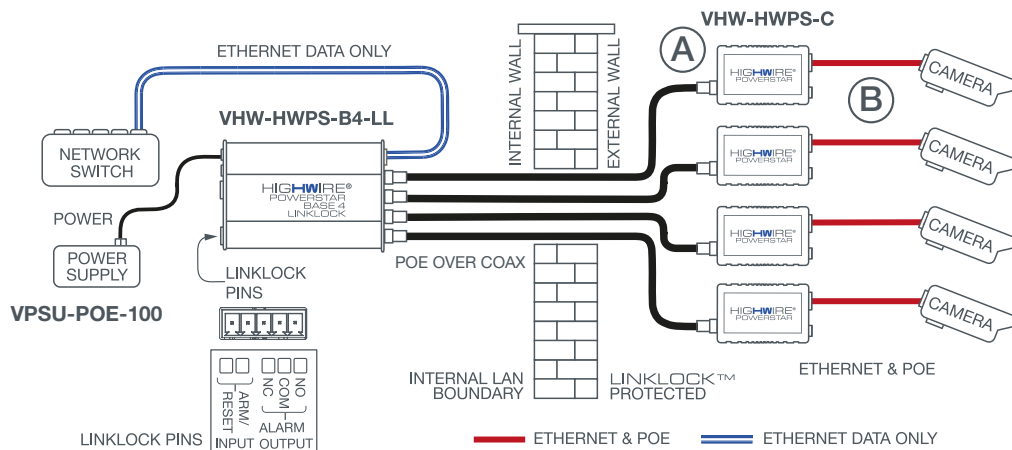 VHW-HWPS-C
ETHERNET DATA ONLY
INTERNAL WALL
EXTERNAL WALL
A
HIGHWIRE®
POWERSTAR
CAMERA
B
VHW-HWPS-B4-LL
NETWORK
SWITCH
HIGHWIRE®
POWERSTAR
BASE 4
LINKLOCK
HIGHWIRE®
POWERSTAR
CAMERA
POWER
POWER
SUPPLY
VPSU-POE-100
LINKLOCK
PINS
POE OVER COAX
HIGHWIRE®
POWERSTAR
CAMERA
HIGHWIRE®
POWERSTAR
CAMERA
ETHERNET & POE
INTERNAL LAN
BOUNDARY
LINKLOCK™
PROTECTED
LINKLOCK PINS
ARM/
RESET
INPUT
NC
COM
NO
ALARM
OUTPUT
ETHERNET & POE
ETHERNET DATA ONLY